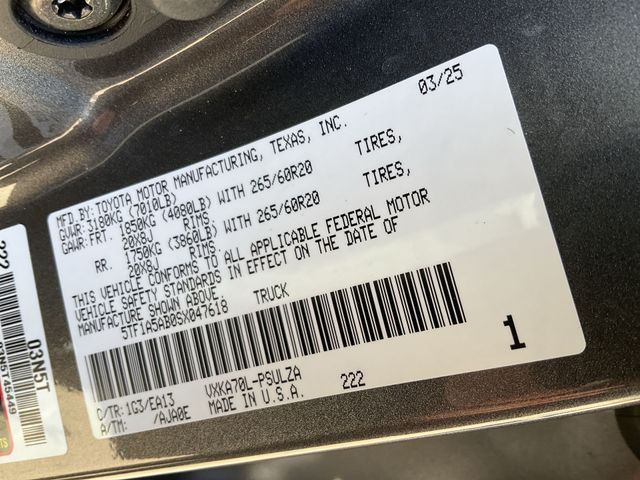 03/25
MFD.BY:TOYOTA MOTOR MANUFACTURING, TEXAS, INC.
GVWR:3180KG (7010LB)
GAWR:FRT. 1850KG (4080LB) WITH 265/60R20 TIRES,
20X8J RIMS,
RR. 1750KG (3860LB) WITH 265/60R20 TIRES,
20X8J RIMS.
THIS VEHICLE CONFORMS TO ALL APPLICABLE FEDERAL MOTOR
VEHICLE SAFETY STANDARDS IN EFFECT ON THE DATE OF
MANUFACTURE SHOWN ABOVE
5TF1A5AB0SX047618 TRUCK
C/TR:1G3/EA13 VXKA70L-PSULZA
A/TM: /AJA0E M A D E I N U.S.A. 222
1
222
03N5T